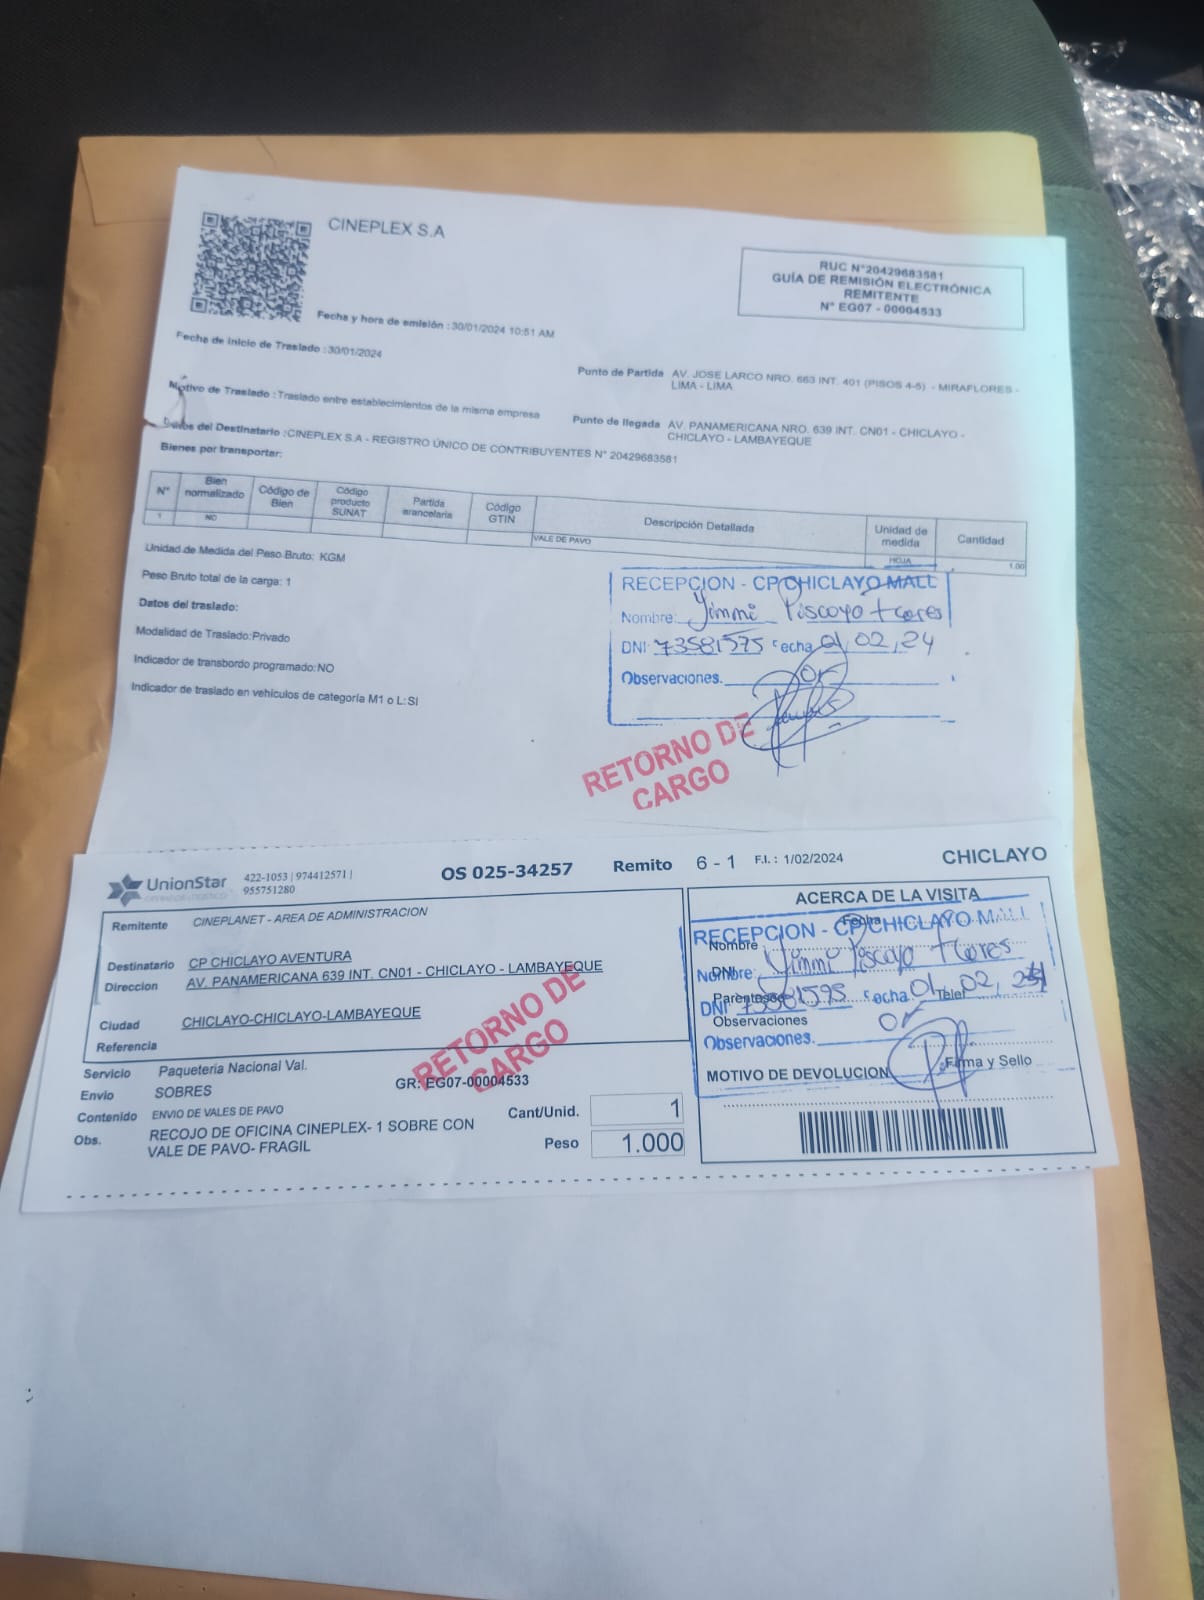 CINEPLEX S.A
RUC N°20429683581
GUÍA DE REMISIÓN ELECTRÓNICA
REMITENTE
N° EG07 - 00004533
Fecha y hora de emisión : 30/01/2024 10:51 AM
Fecha de inicio de Traslado : 30/01/2024
Punto de Partida AV. JOSE LARCO NRO. 663 INT. 401 (PISOS 4-5) - MIRAFLORES -
LIMA - LIMA
Motivo de Traslado : Traslado entre establecimientos de la misma empresa
Punto de llegada AV. PANAMERICANA NRO. 639 INT. CN01 - CHICLAYO -
CHICLAYO - LAMBAYEQUE
Datos del Destinatario : CINEPLEX S.A - REGISTRO ÚNICO DE CONTRIBUYENTES N° 20429683581
Bienes por transportar:
N° Bien normalizado Código de Bien Código producto SUNAT Partida arancelaria Código GTIN Descripción Detallada Unidad de medida Cantidad
1 NO VALE DE PAVO HOJA 1.00
Unidad de Medida del Peso Bruto: KGM
Peso Bruto total de la carga: 1
Datos del traslado:
Modalidad de Traslado:Privado
Indicador de transbordo programado:NO
Indicador de traslado en vehículos de categoría M1 o L:SI
RECEPCION - CP CHICLAYO MALL
Nombre: Yimmi Piscoyo Flores
DNI: 73581595 Fecha 01, 02, 24
Observaciones.
RETORNO DE
CARGO
UnionStar
422-1053 | 974412571 |
955751280
OS 025-34257 Remito 6 - 1 F.I. : 1/02/2024 CHICLAYO
Remitente CINEPLANET - AREA DE ADMINISTRACION
Destinatario CP CHICLAYO AVENTURA
Direccion AV. PANAMERICANA 639 INT. CN01 - CHICLAYO - LAMBAYEQUE
Ciudad CHICLAYO-CHICLAYO-LAMBAYEQUE
Referencia
RETORNO DE
CARGO
Servicio Paqueteria Nacional Val.
Envio SOBRES GR: EG07-00004533
Contenido ENVIO DE VALES DE PAVO Cant/Unid. 1
Obs. RECOJO DE OFICINA CINEPLEX- 1 SOBRE CON
VALE DE PAVO- FRAGIL
Peso 1.000
ACERCA DE LA VISITA
Fecha
RECEPCION - CP CHICLAYO MALL
Nombre
Nombre: Yimmi Piscoyo Flores
DNI
Parentesco Telef
DNI 73581595 Fecha 01, 02, 24
Observaciones
Observaciones.
Firma y Sello
MOTIVO DE DEVOLUCION